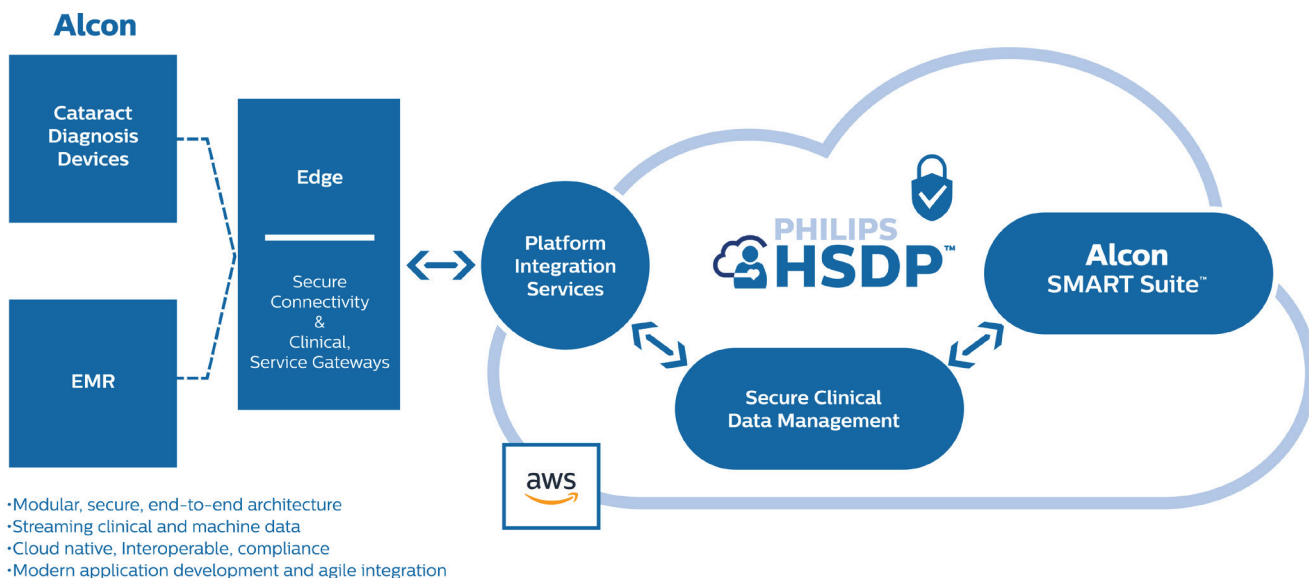 Alcon
Cataract
Diagnosis
Devices
EMR
Edge
Secure
Connectivity
&
Clinical,
Service Gateways
Platform
Integration
Services
PHILIPS
HSDP™
Secure Clinical
Data Management
Alcon
SMART Suite™
aws
•Modular, secure, end-to-end architecture
•Streaming clinical and machine data
•Cloud native, Interoperable, compliance
•Modern application development and agile integration